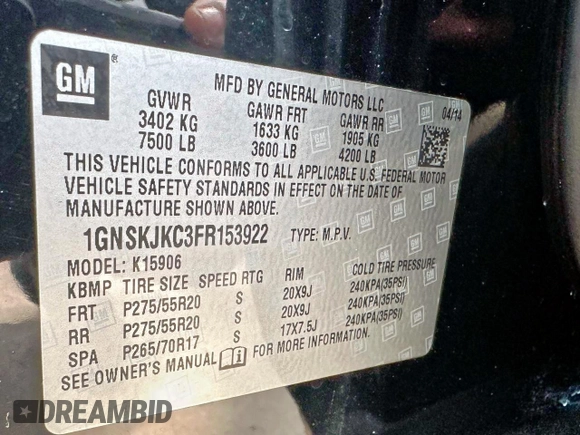 GM ®
MFD BY GENERAL MOTORS LLC
GVWR GAWR FRT GAWR RR 04/14
3402 KG 1633 KG 1905 KG
7500 LB 3600 LB 4200 LB
THIS VEHICLE CONFORMS TO ALL APPLICABLE U.S. FEDERAL MOTOR
VEHICLE SAFETY STANDARDS IN EFFECT ON THE DATE OF
MANUFACTURE SHOWN ABOVE.
1GNSKJKC3FR153922 TYPE: M.P.V.
MODEL: K15906
KBMP TIRE SIZE SPEED RTG RIM COLD TIRE PRESSURE
FRT P275/55R20 S 20X9J 240KPA(35PSI)
RR P275/55R20 S 20X9J 240KPA(35PSI)
SPA P265/70R17 S 17X7.5J 240KPA(35PSI)
SEE OWNER'S MANUAL FOR MORE INFORMATION.
DREAMBID